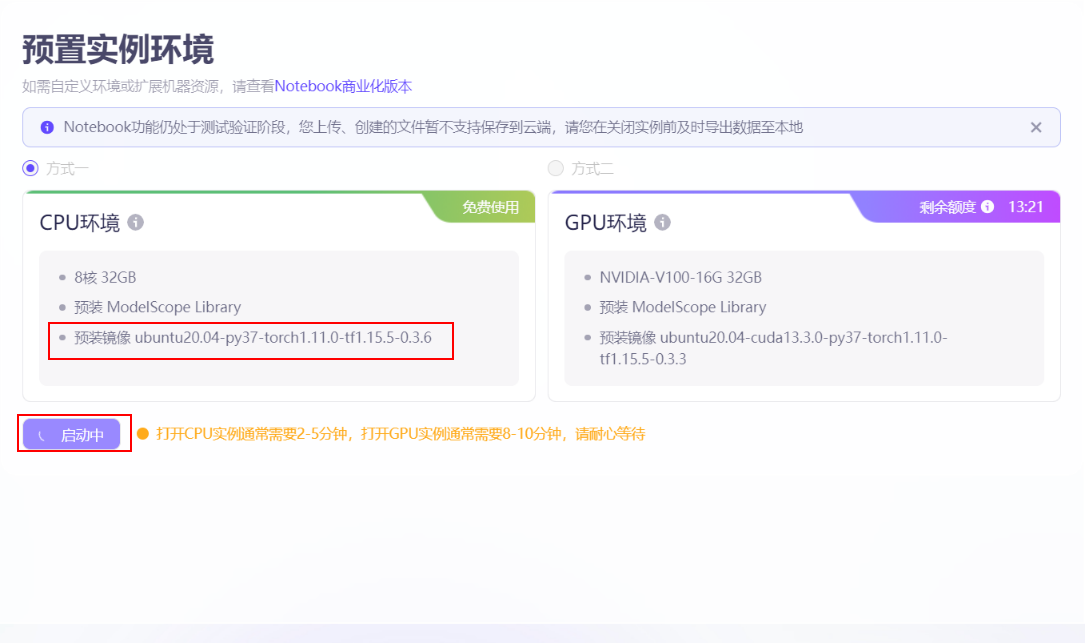 预置实例环境
如需自定义环境或扩展机器资源，请查看Notebook商业化版本
Notebook功能仍处于测试验证阶段，您上传、创建的文件暂不支持保存到云端，请您在关闭实例前及时导出数据至本地
方式一
方式二
免费使用
CPU环境
8核 32GB
预装 ModelScope Library
预装镜像 ubuntu20.04-py37-torch1.11.0-tf1.15.5-0.3.6
剩余额度 13:21
GPU环境
NVIDIA-V100-16G 32GB
预装 ModelScope Library
预装镜像 ubuntu20.04-cuda13.3.0-py37-torch1.11.0-
tf1.15.5-0.3.3
启动中
打开CPU实例通常需要2-5分钟，打开GPU实例通常需要8-10分钟，请耐心等待